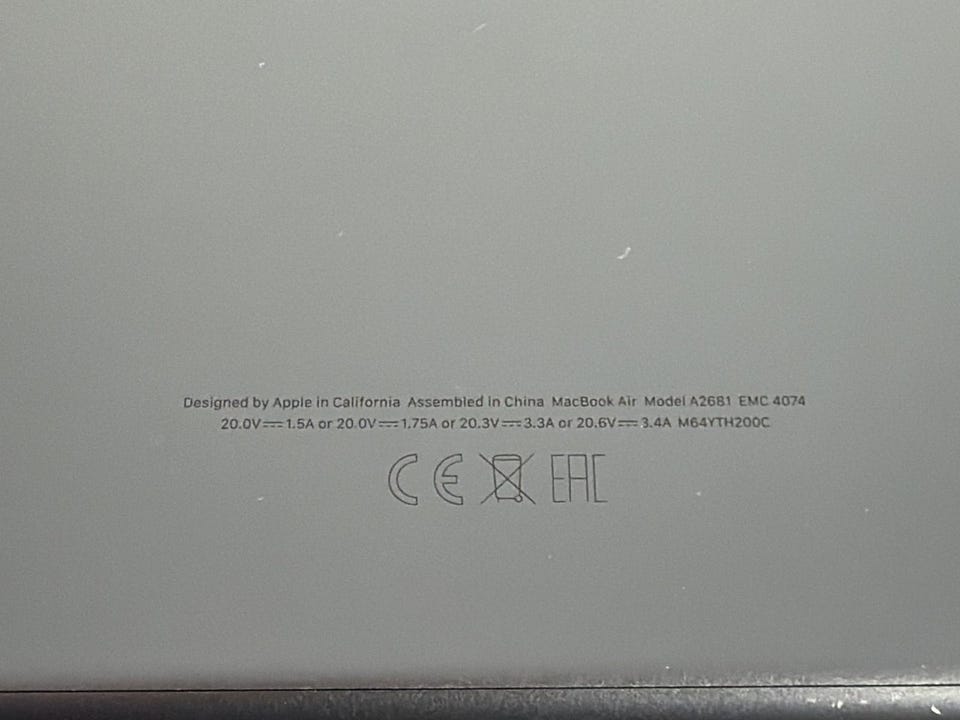 Designed by Apple in California Assembled in China MacBook Air Model A2681 EMC 4074
20.0V⎓1.5A or 20.0V⎓1.75A or 20.3V⎓3.3A or 20.6V⎓3.4A M64YTH200C
CE EAC